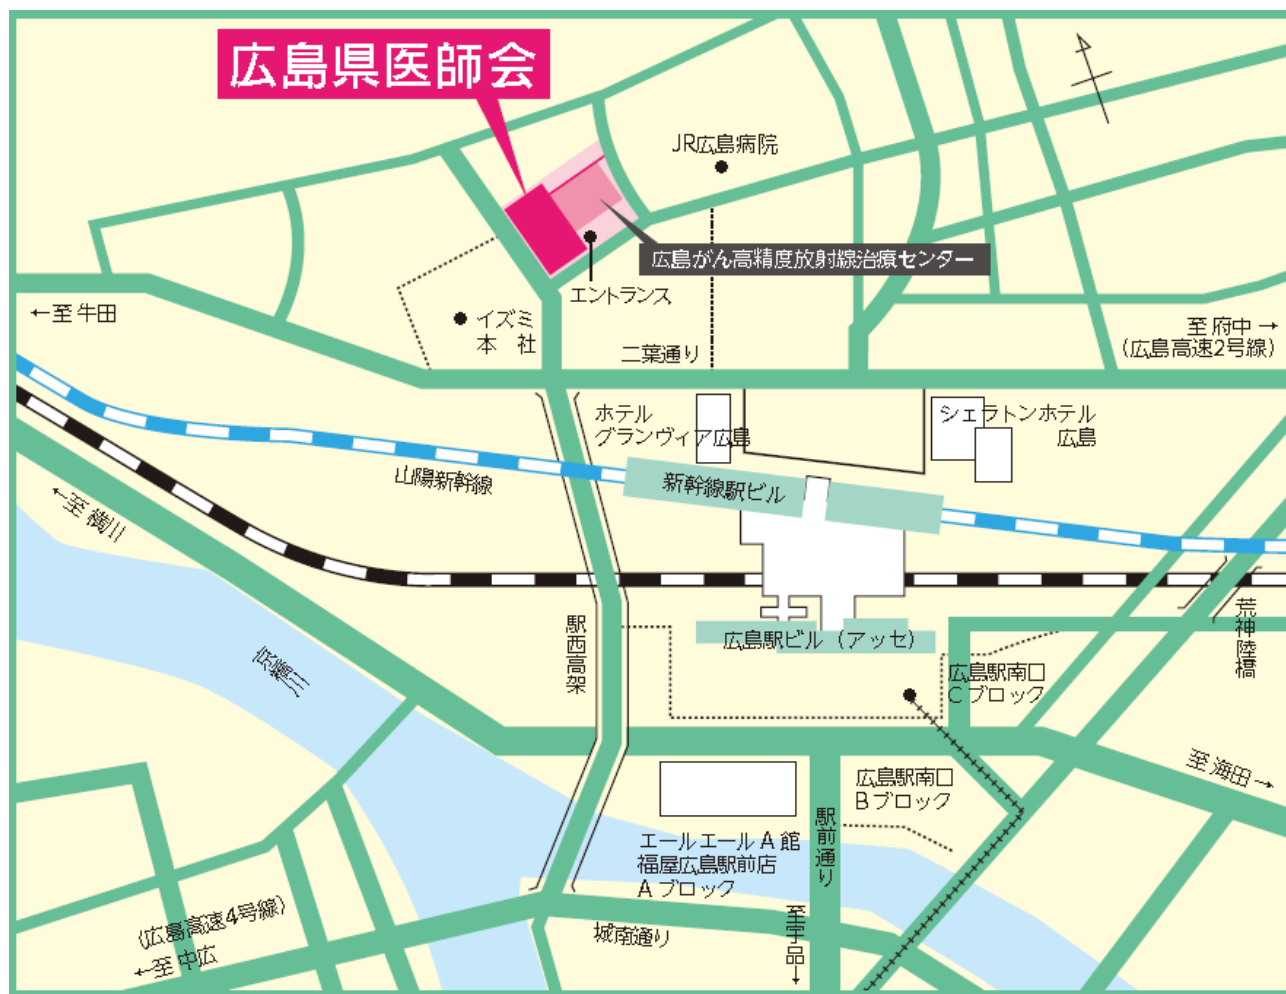 広島県医師会
JR広島病院
広島がん高精度放射線治療センター
エントランス
←至 牛田
イズミ
本　社
二葉通り
至 府中→
(広島高速2号線)
ホテル
グランヴィア広島
シェラトンホテル
広島
山陽新幹線
新幹線駅ビル
←至 横川
京橋川
駅西高架
広島駅ビル (アッセ)
荒神陸橋
広島駅南口
C ブロック
至 海田→
広島駅南口
B ブロック
エールエール A 館
福屋広島駅前店
A ブロック
駅前通り
至宇品→
城南通り
(広島高速4号線)
←至 中広